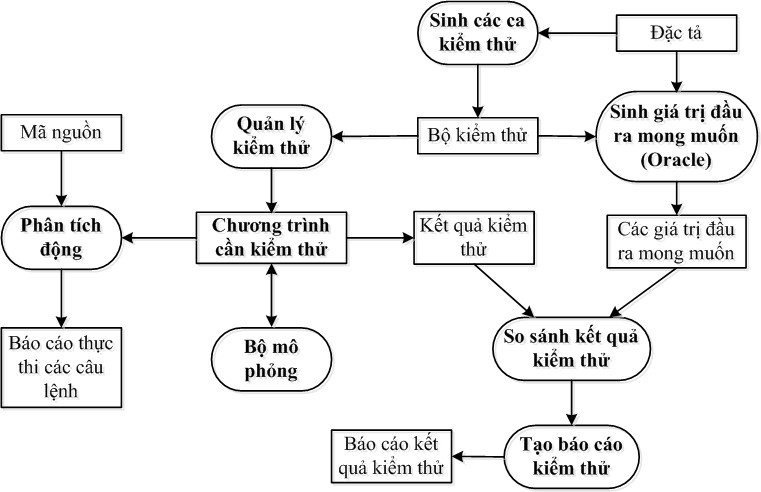 Sinh các ca
kiểm thử
Đặc tả
Mã nguồn
Quản lý
kiểm thử
Bộ kiểm thử
Sinh giá trị đầu
ra mong muốn
(Oracle)
Phân tích
động
Chương trình
cần kiểm thử
Kết quả kiểm
thử
Các giá trị đầu
ra mong muốn
Báo cáo thực
thi các câu
lệnh
Bộ mô
phỏng
So sánh kết quả
kiểm thử
Báo cáo kết
quả kiểm thử
Tạo báo cáo
kiểm thử